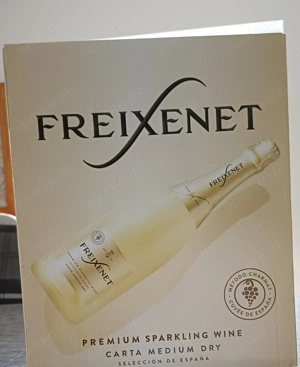 FREIXENET
FREIXENET
FREIXENET
MÉTODO CHARMAT
CUVÉE DE ESPAÑA
PREMIUM SPARKLING WINE
CARTA MEDIUM DRY
SELECCIÓN DE ESPAÑA